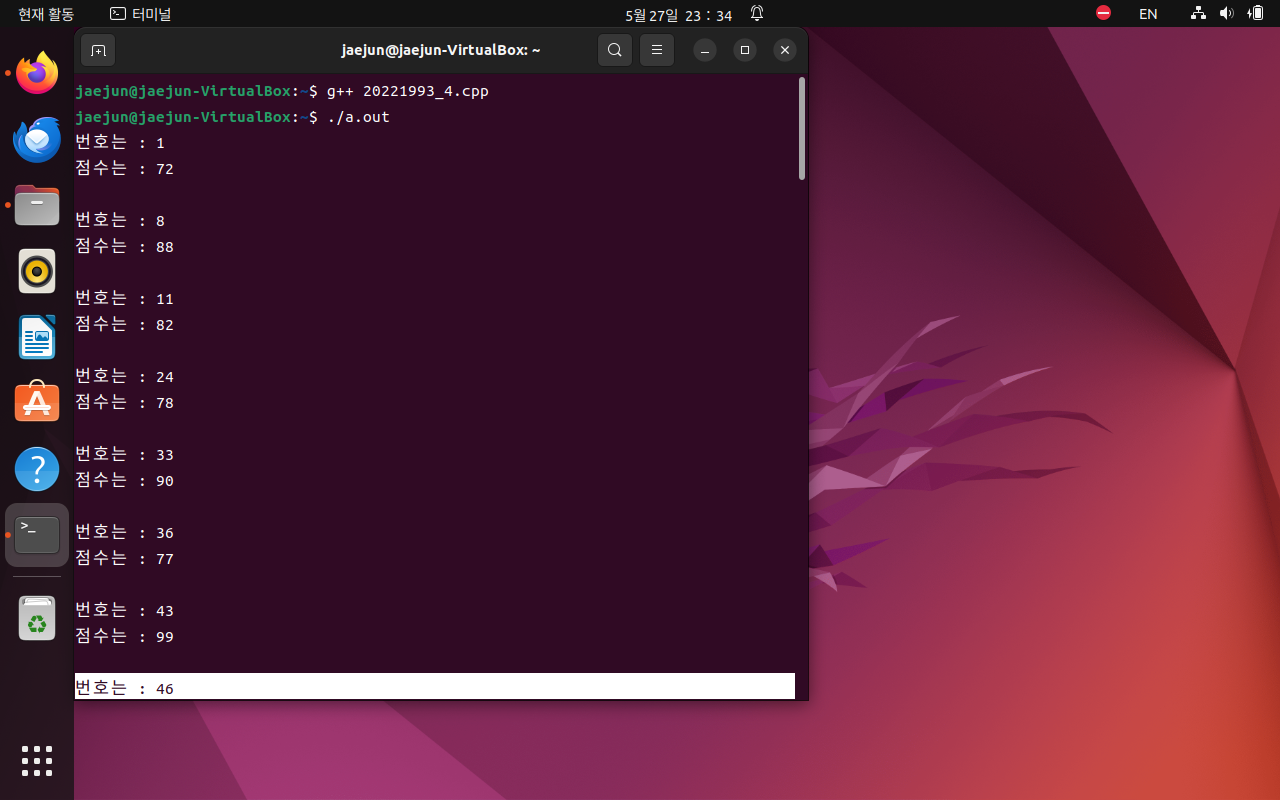 현재 활동 터미널 5월 27일 23 : 34 EN
jaejun@jaejun-VirtualBox: ~
jaejun@jaejun-VirtualBox:~$ g++ 20221993_4.cpp
jaejun@jaejun-VirtualBox:~$ ./a.out
번호는 : 1
점수는 : 72
번호는 : 8
점수는 : 88
번호는 : 11
점수는 : 82
번호는 : 24
점수는 : 78
번호는 : 33
점수는 : 90
번호는 : 36
점수는 : 77
번호는 : 43
점수는 : 99
번호는 : 46